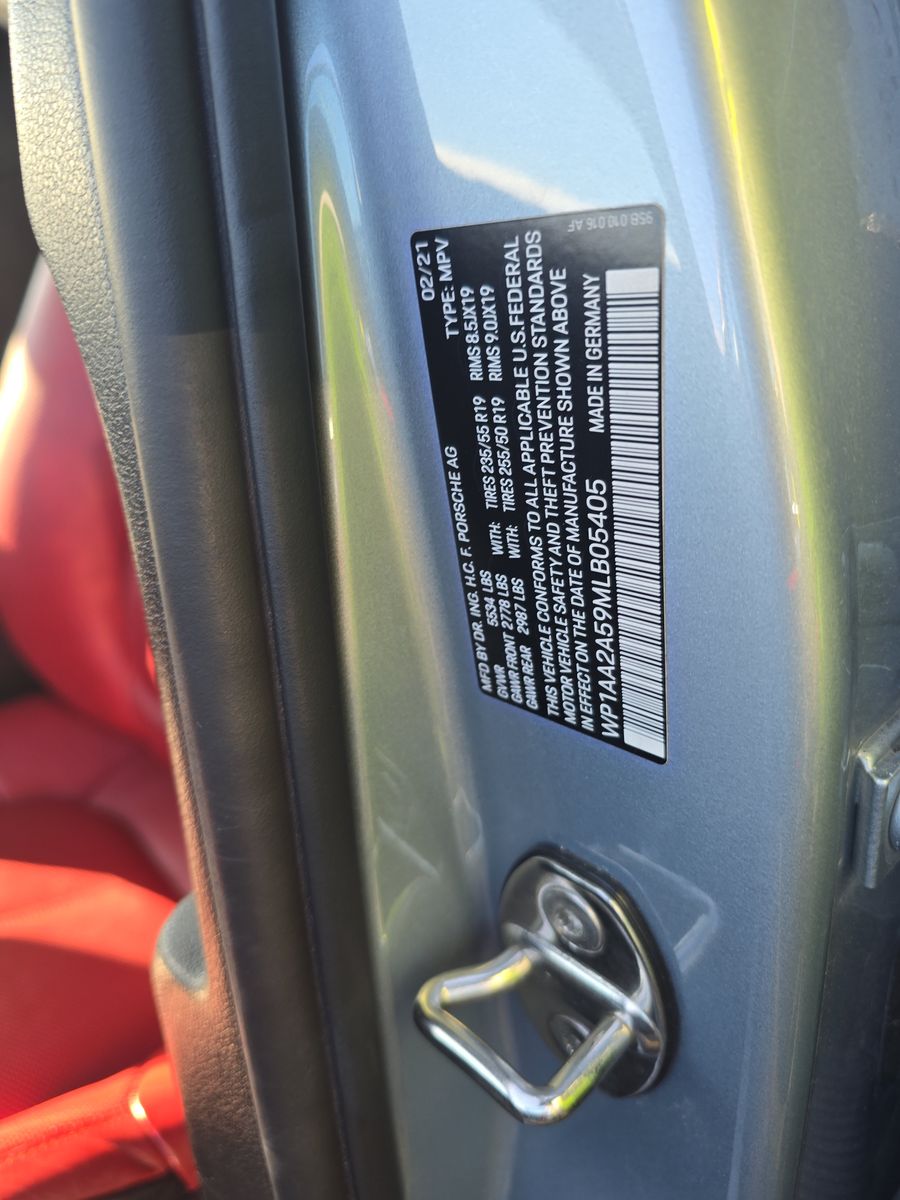 02/21
TYPE: MPV
MFD BY DR. ING. H.C. F. PORSCHE AG
GVWR 5534 LBS WITH: TIRES 235/55 R19 RIMS 8.5JX19
GAWR FRONT 2778 LBS WITH: TIRES 255/50 R19 RIMS 9.0JX19
GAWR REAR 2987 LBS
THIS VEHICLE CONFORMS TO ALL APPLICABLE U.S. FEDERAL
MOTOR VEHICLE SAFETY AND THEFT PREVENTION STANDARDS
IN EFFECT ON THE DATE OF MANUFACTURE SHOWN ABOVE
WP1AA2A59MLB05405 MADE IN GERMANY
95B 010 016 AF